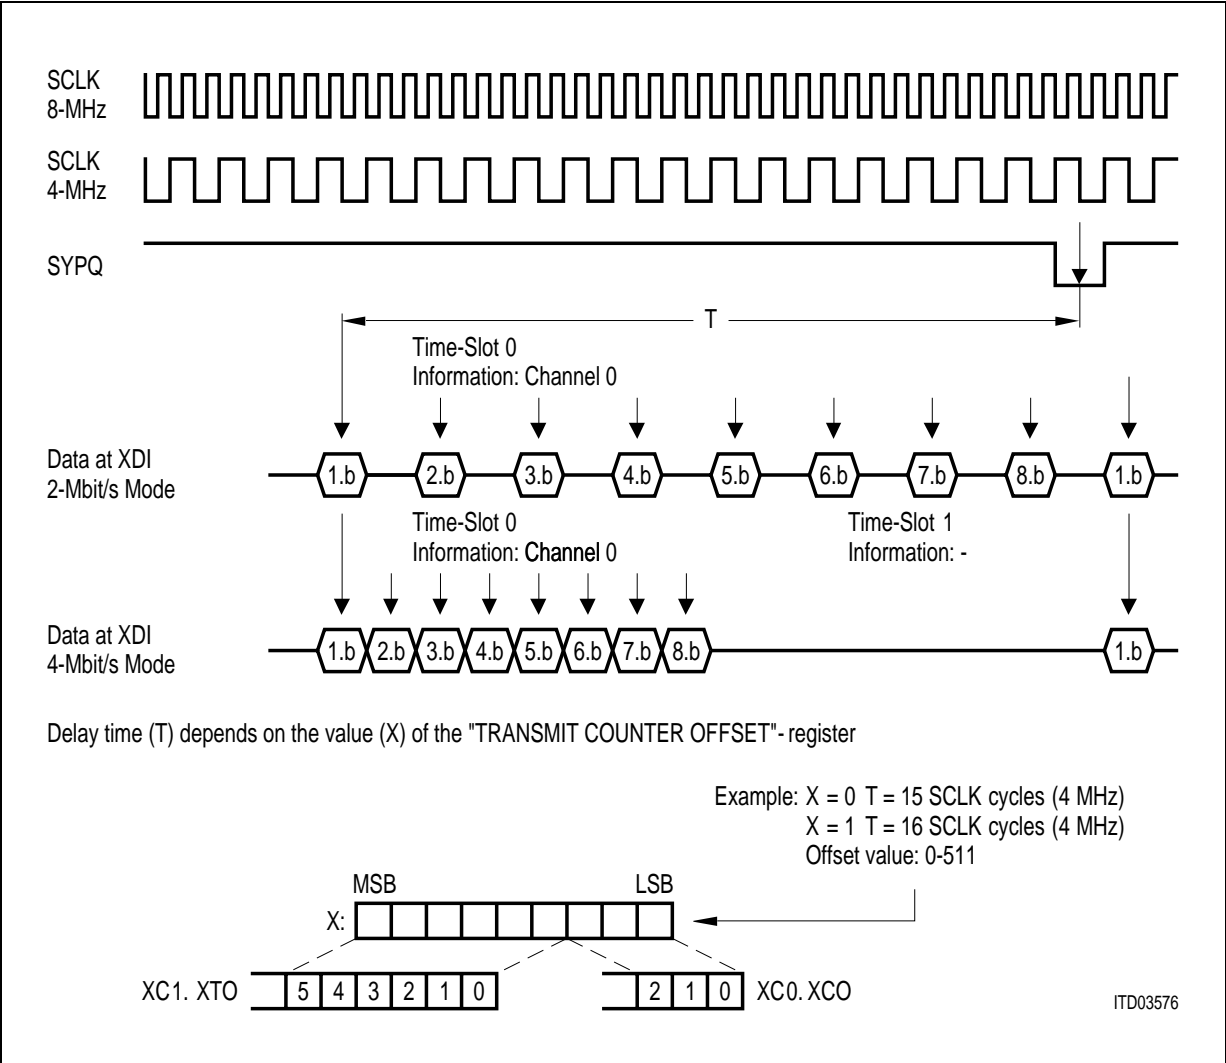 SCLK
8-MHz
SCLK
4-MHz
SYPQ
T
Time-Slot 0
Information: Channel 0
Data at XDI
2-Mbit/s Mode
1.b 2.b 3.b 4.b 5.b 6.b 7.b 8.b 1.b
Time-Slot 0
Information: Channel 0
Time-Slot 1
Information: -
Data at XDI
4-Mbit/s Mode
1.b 2.b 3.b 4.b 5.b 6.b 7.b 8.b 1.b
Delay time (T) depends on the value (X) of the "TRANSMIT COUNTER OFFSET"- register
Example: X = 0 T = 15 SCLK cycles (4 MHz)
X = 1 T = 16 SCLK cycles (4 MHz)
Offset value: 0-511
MSB LSB
X:
XC1. XTO 5 4 3 2 1 0 2 1 0 XC0. XCO
ITD03576